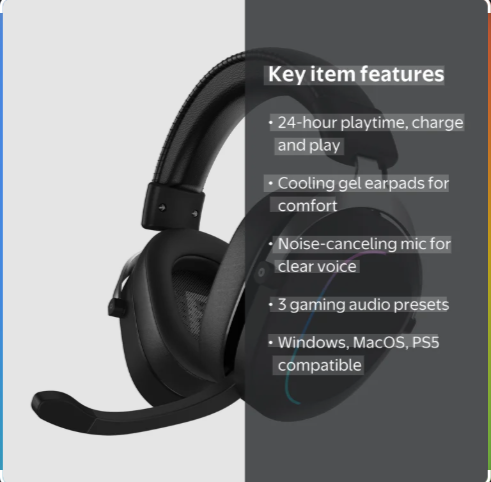 Key item features
• 24-hour playtime, charge
and play
• Cooling gel earpads for
comfort
• Noise-canceling mic for
clear voice
• 3 gaming audio presets
• Windows, MacOS, PS5
compatible